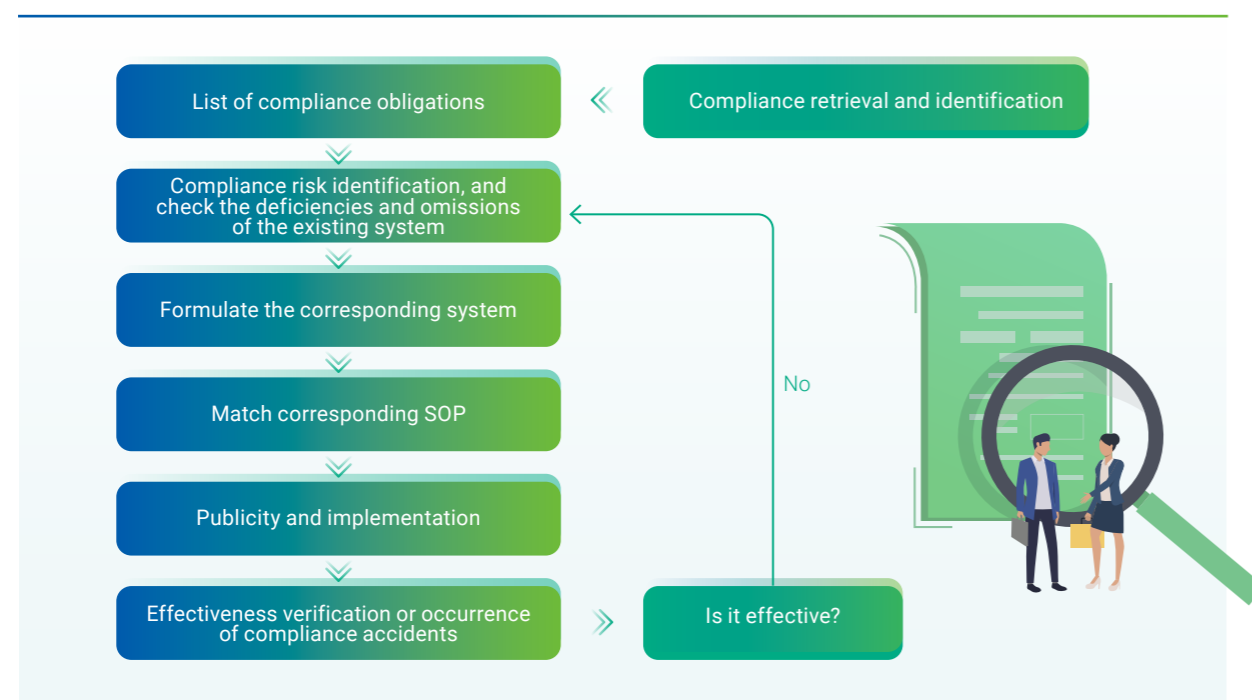 List of compliance obligations
Compliance retrieval and identification
Compliance risk identification, and
check the deficiencies and omissions
of the existing system
Formulate the corresponding system
No
Match corresponding SOP
Publicity and implementation
Effectiveness verification or occurrence
of compliance accidents
Is it effective?